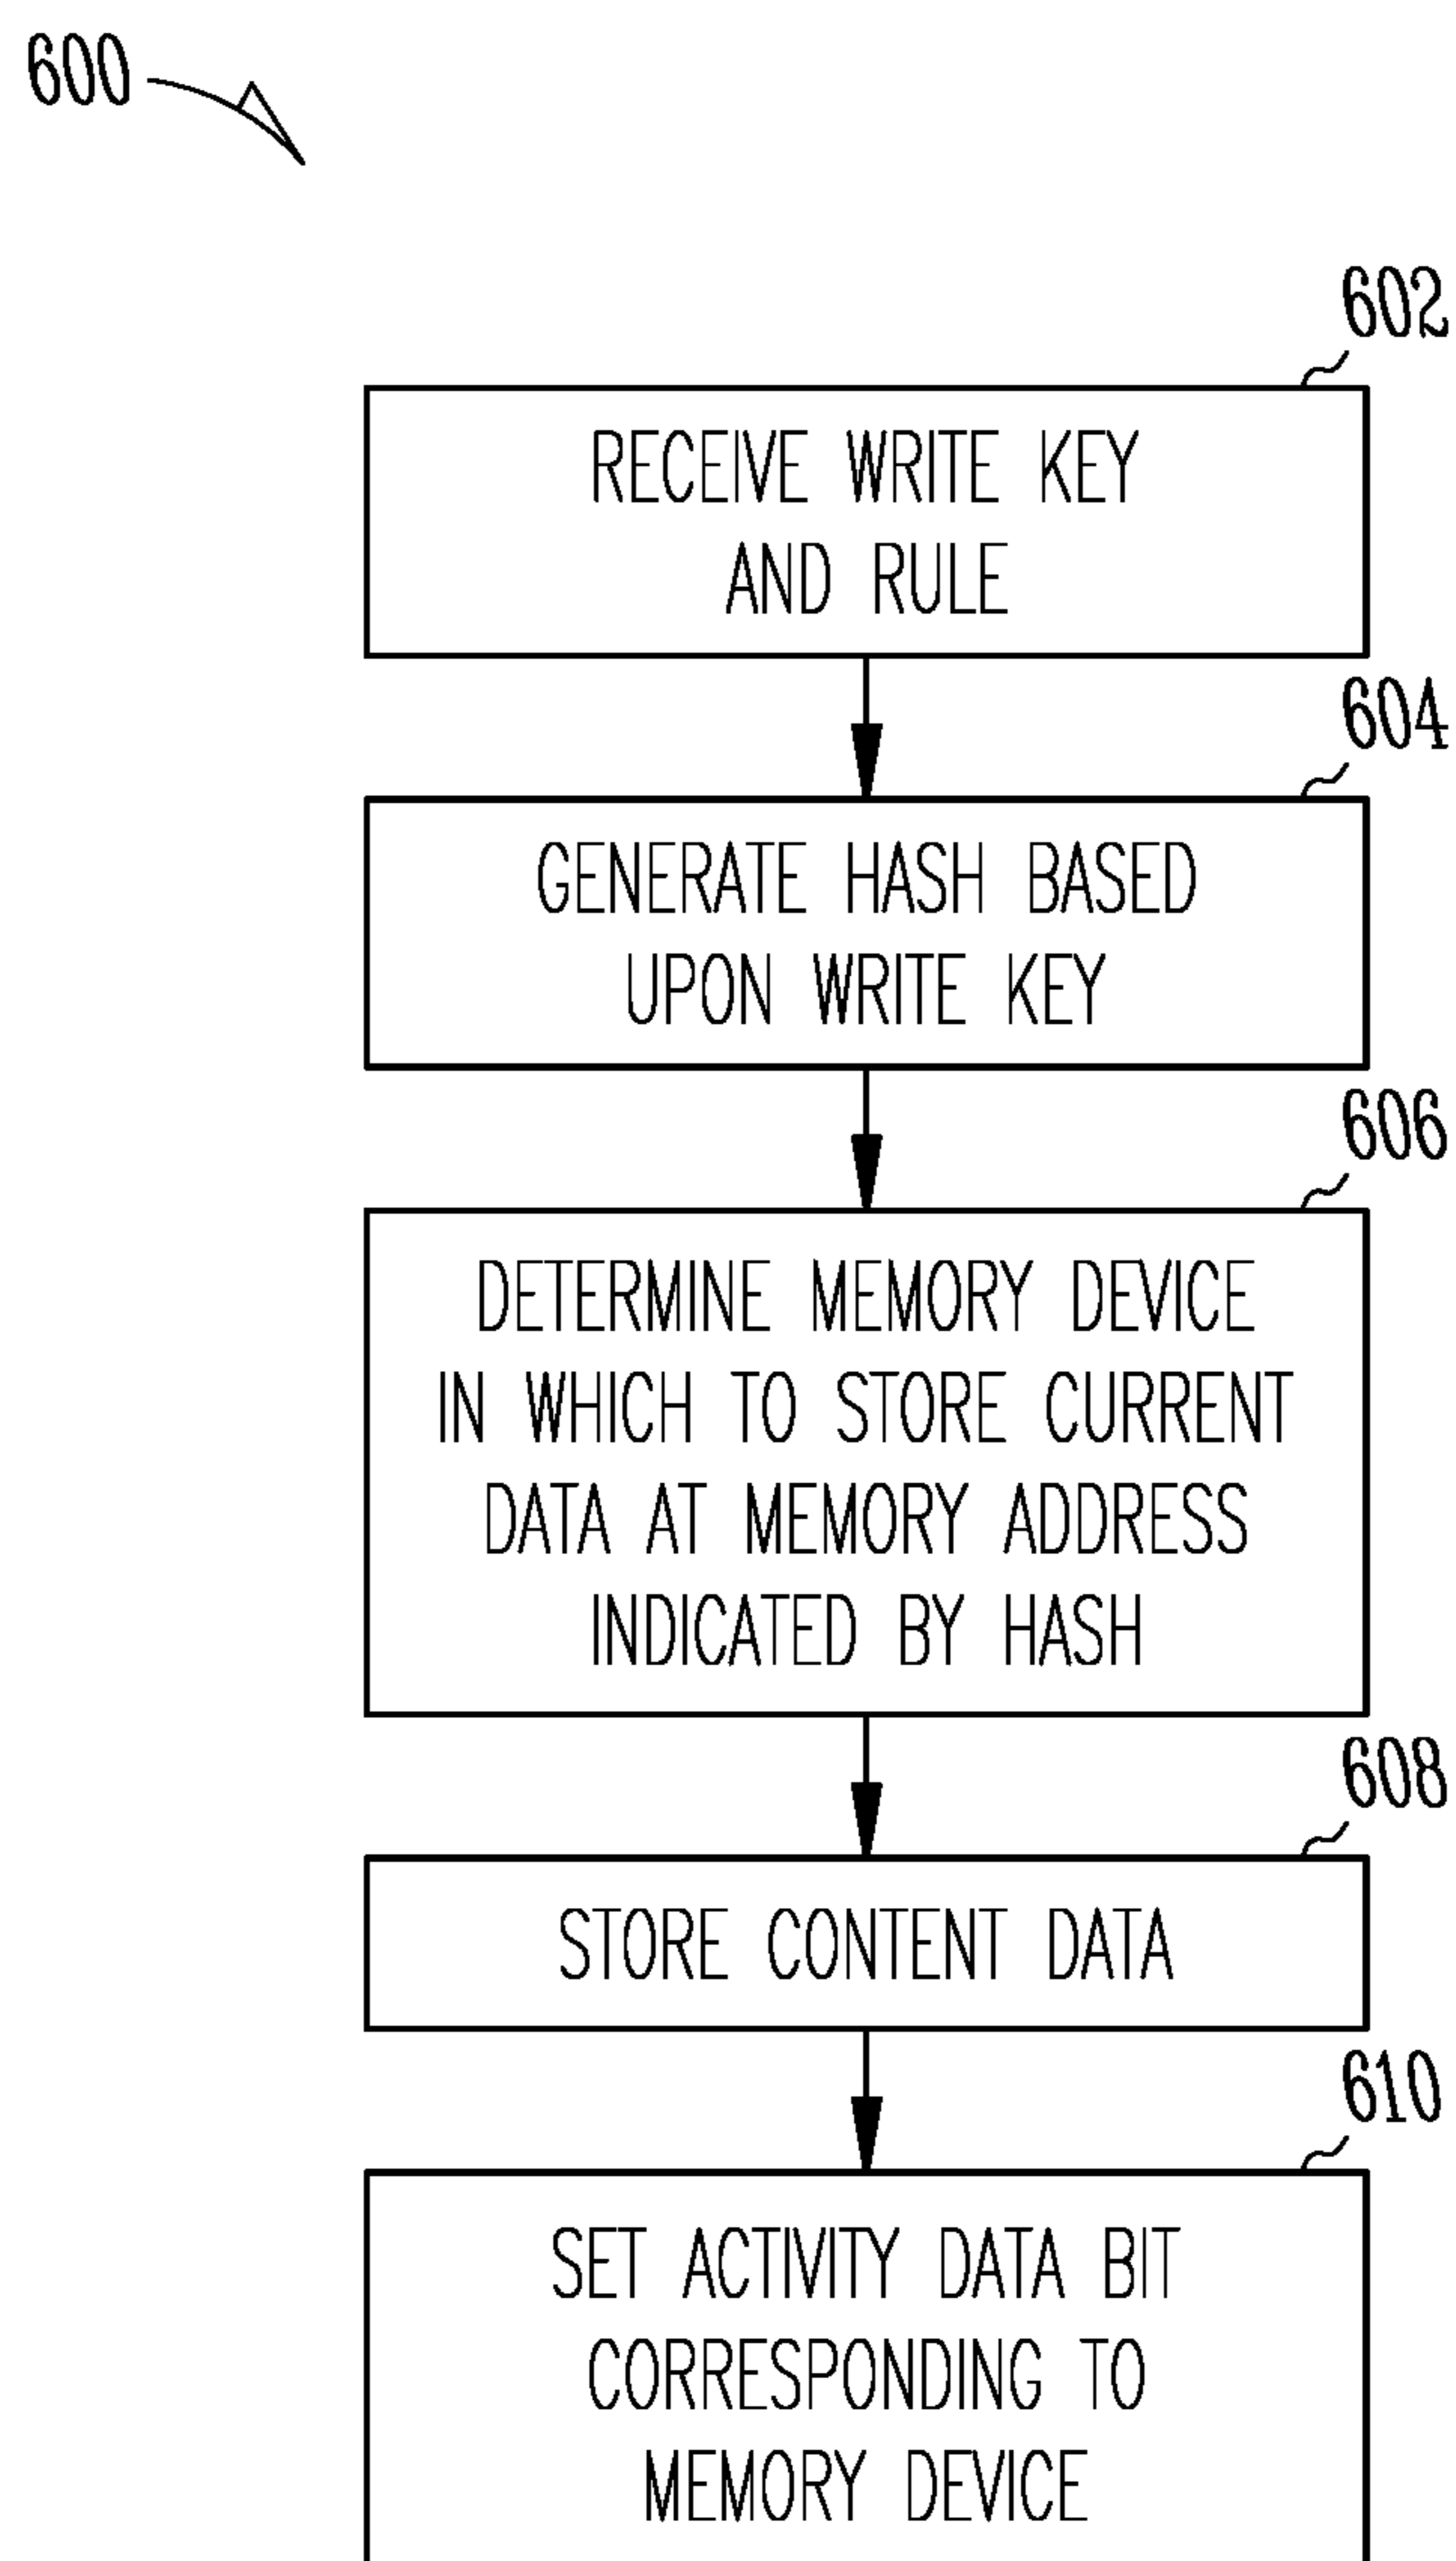 600
602
RECEIVE WRITE KEY
AND RULE
604
GENERATE HASH BASED
UPON WRITE KEY
606
DETERMINE MEMORY DEVICE
IN WHICH TO STORE CURRENT
DATA AT MEMORY ADDRESS
INDICATED BY HASH
608
STORE CONTENT DATA
610
SET ACTIVITY DATA BIT
CORRESPONDING TO
MEMORY DEVICE